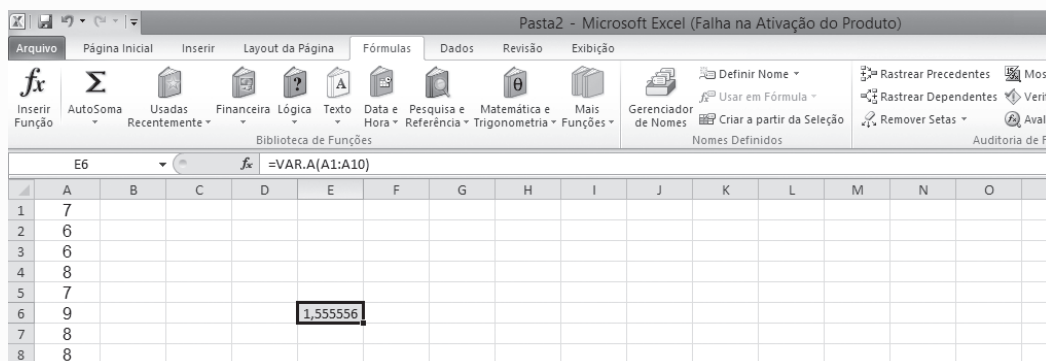 Pasta2 - Microsoft Excel (Falha na Ativação do Produto)
Arquivo Página Inicial Inserir Layout da Página Fórmulas Dados Revisão Exibição
fx Σ ? A θ
Inserir Função
AutoSoma
Usadas Recentemente
Financeira
Lógica
Texto
Data e Hora
Pesquisa e Referência
Matemática e Trigonometria
Mais Funções
Biblioteca de Funções
Gerenciador de Nomes
Definir Nome
Usar em Fórmula
Criar a partir da Seleção
Nomes Definidos
Rastrear Precedentes
Rastrear Dependentes
Remover Setas
E6 fx =VAR.A(A1:A10)
A B C D E F G H I J K L M N O
1 7
2 6
3 6
4 8
5 7
6 9 1,555556
7 8
8 8